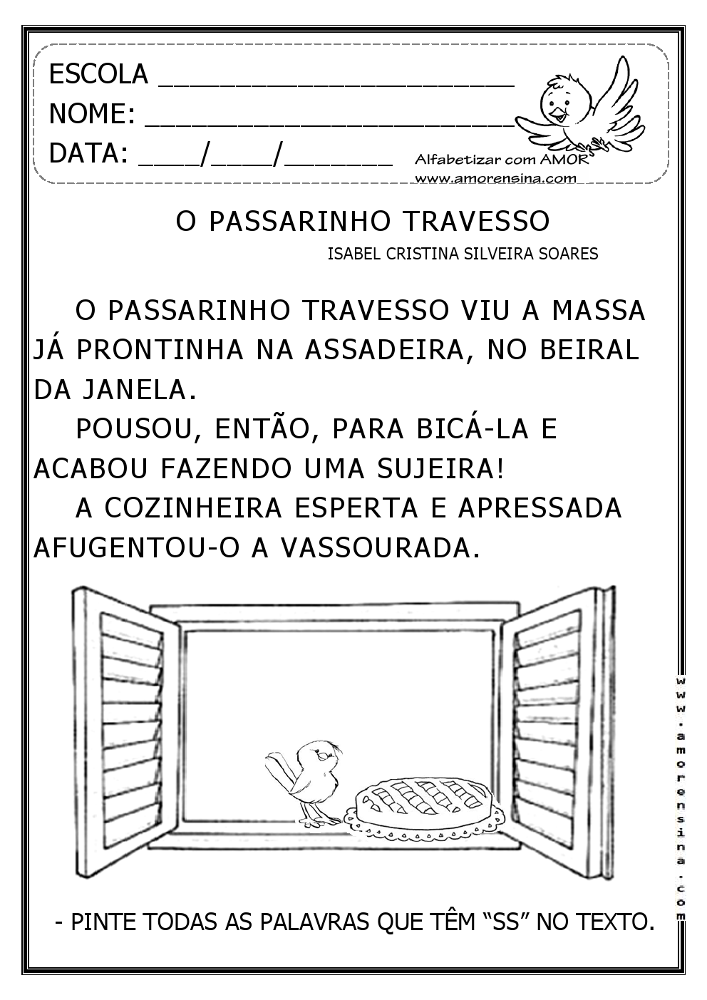 ESCOLA _______________________
NOME: ________________________
DATA: ____/____/_______
Alfabetizar com AMOR
www.amorensina.com
O PASSARINHO TRAVESSO
ISABEL CRISTINA SILVEIRA SOARES
O PASSARINHO TRAVESSO VIU A MASSA
JÁ PRONTINHA NA ASSADEIRA, NO BEIRAL
DA JANELA.
POUSOU, ENTÃO, PARA BICÁ-LA E
ACABOU FAZENDO UMA SUJEIRA!
A COZINHEIRA ESPERTA E APRESSADA
AFUGENTOU-O A VASSOURADA.
www.amorensina.com
- PINTE TODAS AS PALAVRAS QUE TÊM “SS” NO TEXTO.